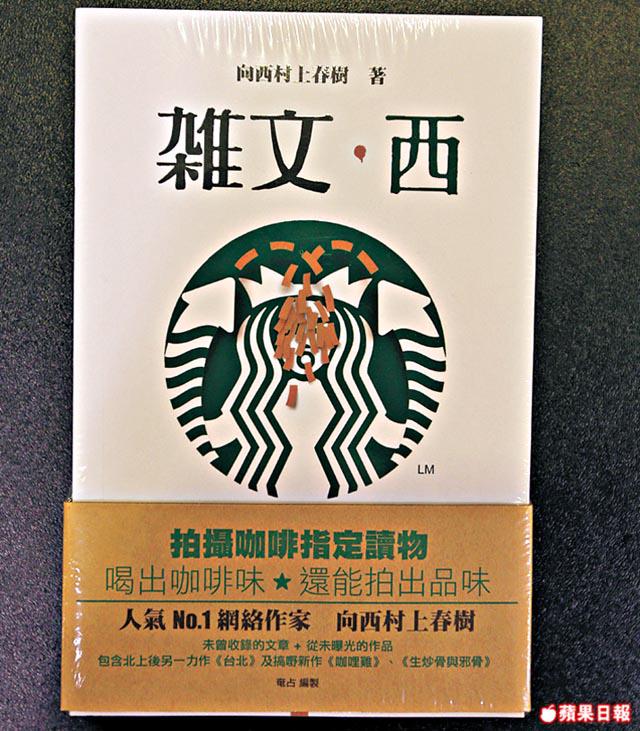 向西村上春樹 著
雑文・西
LM
拍攝咖啡指定讀物
喝出咖啡味★還能拍出品味
人氣 No.1 網絡作家 向西村上春樹
未曾收錄的文章 + 從未曝光的作品
包含北上後另一力作《台北》及搞嘢新作《咖哩雞》、《生炒骨與邪骨》
奄占 編製
蘋果日報